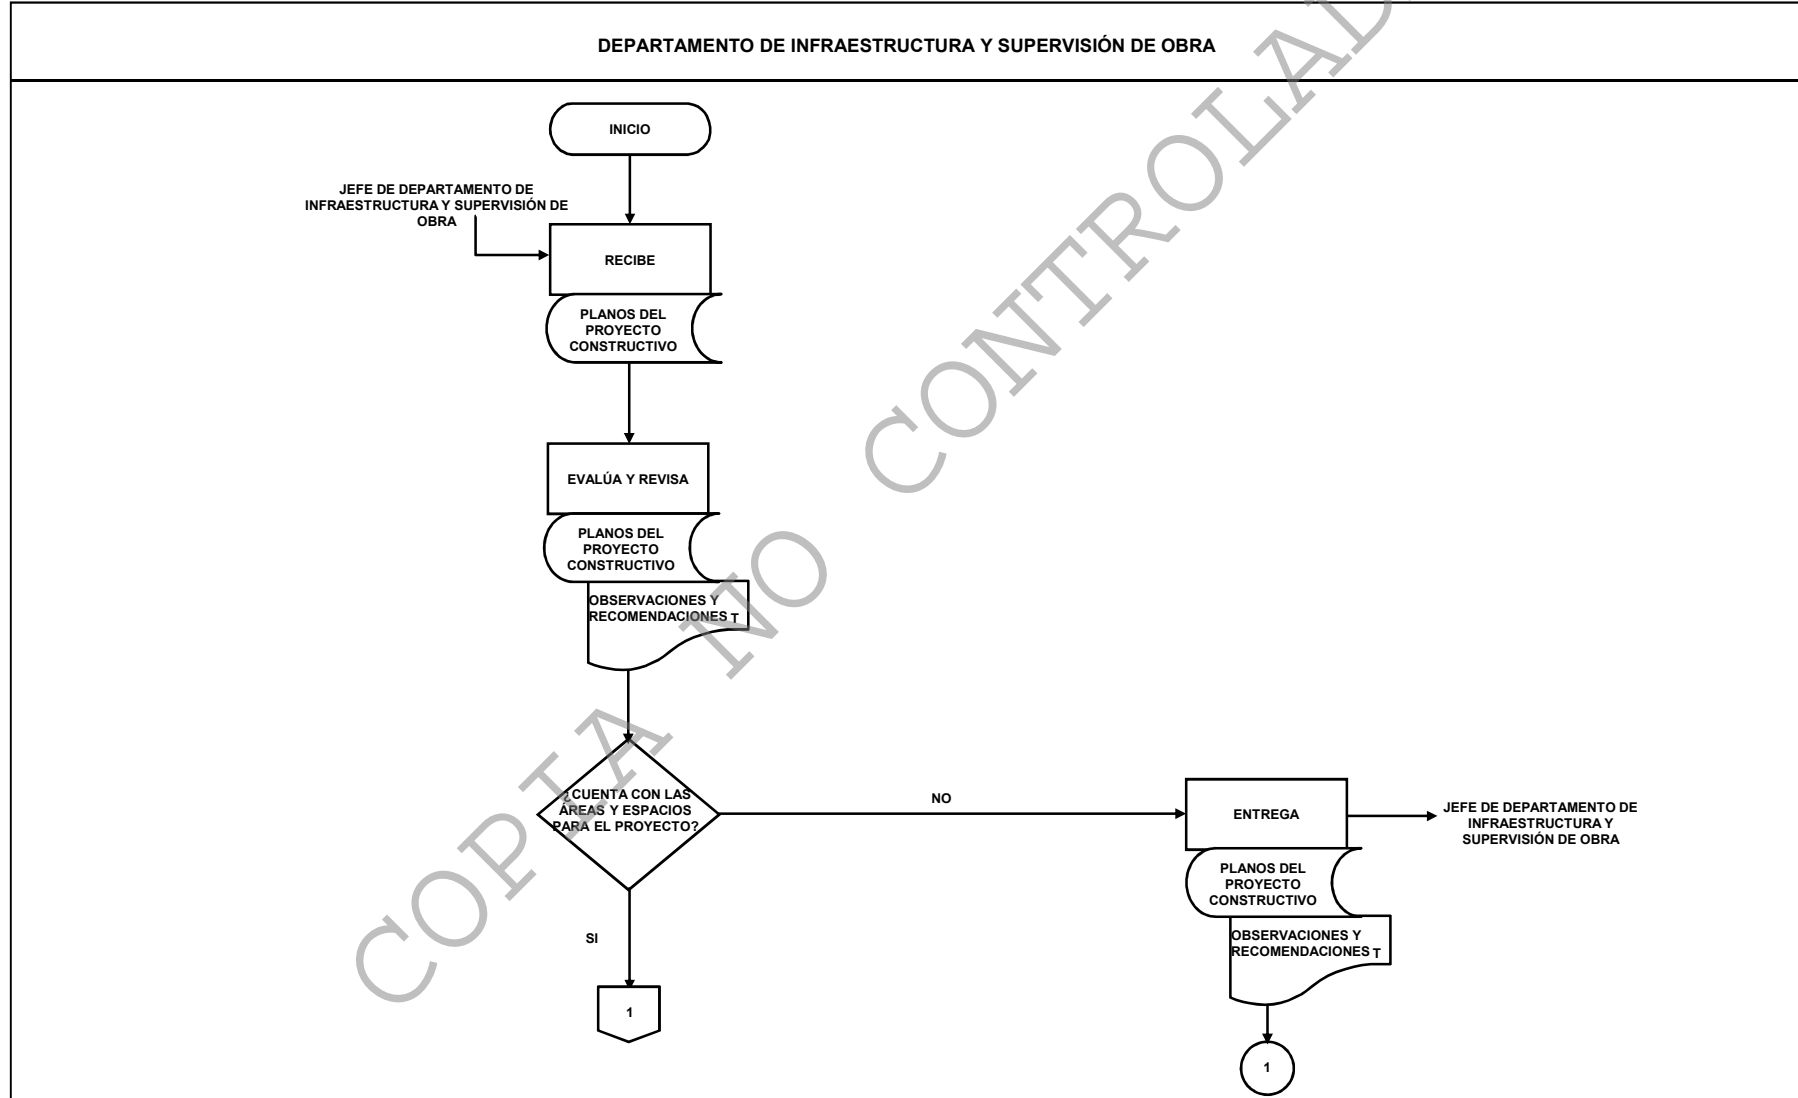 DEPARTAMENTO DE INFRAESTRUCTURA Y SUPERVISIÓN DE OBRA
INICIO
JEFE DE DEPARTAMENTO DE
INFRAESTRUCTURA Y SUPERVISIÓN DE
OBRA
RECIBE
PLANOS DEL
PROYECTO
CONSTRUCTIVO
EVALÚA Y REVISA
PLANOS DEL
PROYECTO
CONSTRUCTIVO
OBSERVACIONES Y
RECOMENDACIONES T
¿CUENTA CON LAS
ÁREAS Y ESPACIOS
PARA EL PROYECTO?
NO
ENTREGA
JEFE DE DEPARTAMENTO DE
INFRAESTRUCTURA Y
SUPERVISIÓN DE OBRA
PLANOS DEL
PROYECTO
CONSTRUCTIVO
OBSERVACIONES Y
RECOMENDACIONES T
SI
1
1
COPIA NO CONTROLAD